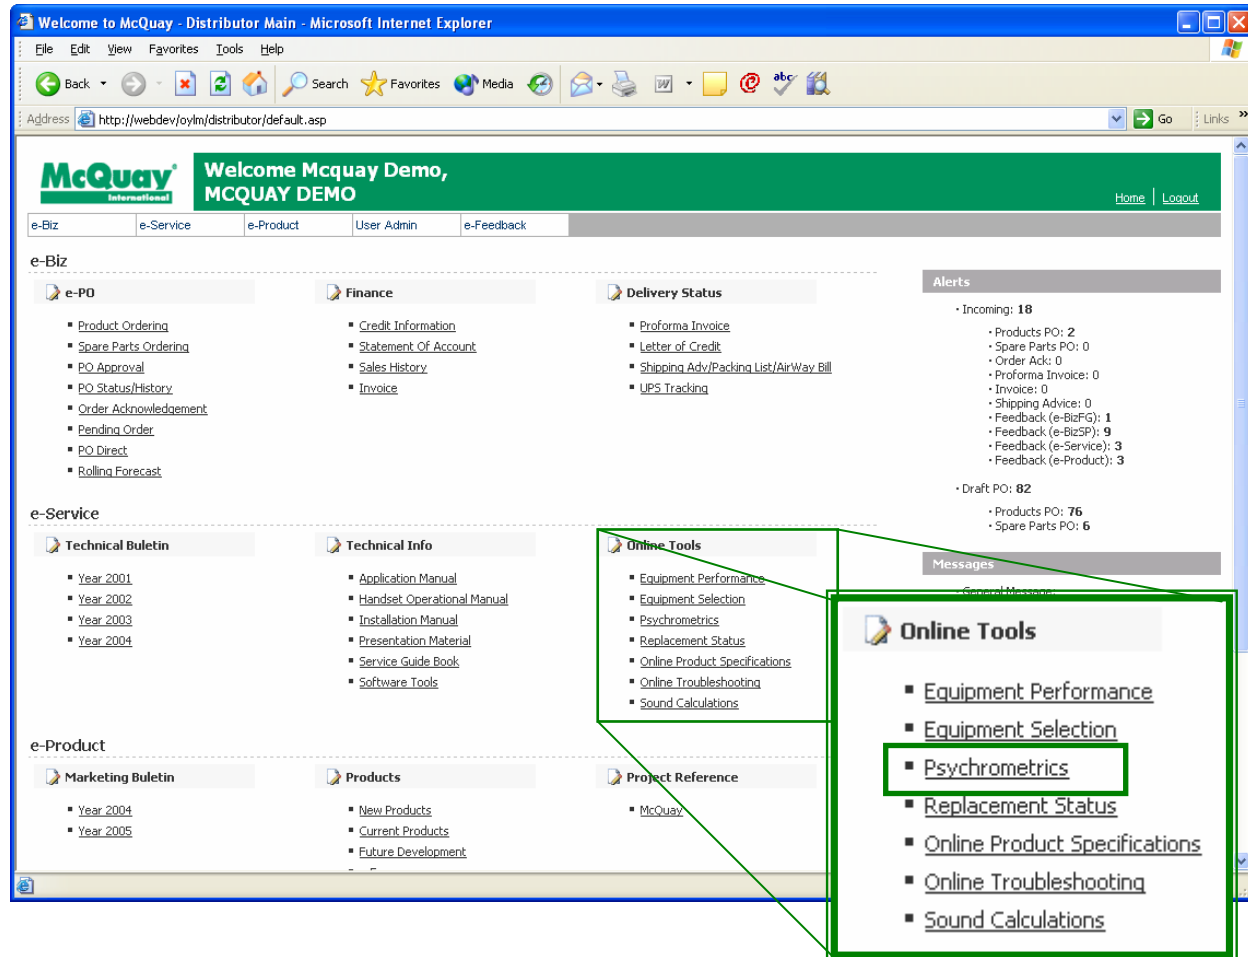 Welcome to McQuay - Distributor Main - Microsoft Internet Explorer
File Edit View Favorites Tools Help
Back Search Favorites Media
Address http://webdev/oylm/distributor/default.asp Go Links
McQuay International
Welcome Mcquay Demo,
MCQUAY DEMO
Home | Logout
e-Biz e-Service e-Product User Admin e-Feedback
e-Biz
e-PO
Product Ordering
Spare Parts Ordering
PO Approval
PO Status/History
Order Acknowledgement
Pending Order
PO Direct
Rolling Forecast
Finance
Credit Information
Statement Of Account
Sales History
Invoice
Delivery Status
Proforma Invoice
Letter of Credit
Shipping Adv/Packing List/AirWay Bill
UPS Tracking
Alerts
Incoming: 18
Products PO: 2
Spare Parts PO: 0
Order Ack: 0
Proforma Invoice: 0
Invoice: 0
Shipping Advice: 0
Feedback (e-BizFG): 1
Feedback (e-BizSP): 9
Feedback (e-Service): 3
Feedback (e-Product): 3
Draft PO: 82
Products PO: 76
Spare Parts PO: 6
Messages
General Message:
e-Service
Technical Buletin
Year 2001
Year 2002
Year 2003
Year 2004
Technical Info
Application Manual
Handset Operational Manual
Installation Manual
Presentation Material
Service Guide Book
Software Tools
Online Tools
Equipment Performance
Equipment Selection
Psychrometrics
Replacement Status
Online Product Specifications
Online Troubleshooting
Sound Calculations
e-Product
Marketing Buletin
Year 2004
Year 2005
Products
New Products
Current Products
Future Development
Project Reference
McQuay
Online Tools
Equipment Performance
Equipment Selection
Psychrometrics
Replacement Status
Online Product Specifications
Online Troubleshooting
Sound Calculations